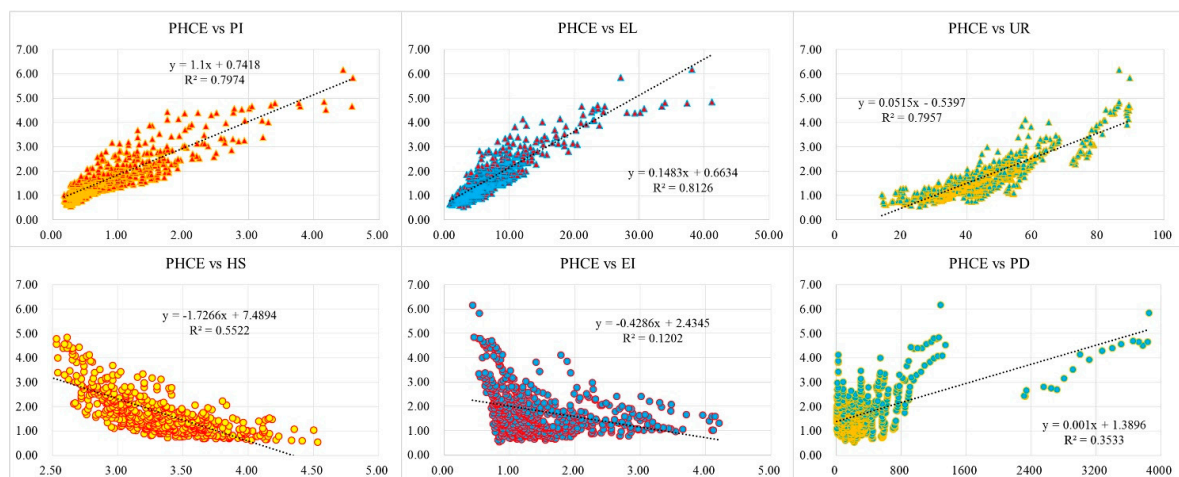 PHCE vs PI
7.00
6.00
5.00
4.00
3.00
2.00
1.00
0.00
y = 1.1x + 0.7418
R² = 0.7974
0.00 1.00 2.00 3.00 4.00 5.00
PHCE vs EL
7.00
6.00
5.00
4.00
3.00
2.00
1.00
0.00
y = 0.1483x + 0.6634
R² = 0.8126
0.00 10.00 20.00 30.00 40.00 50.00
PHCE vs UR
7.00
6.00
5.00
4.00
3.00
2.00
1.00
0.00
y = 0.0515x - 0.5397
R² = 0.7957
0 20 40 60 80 100
PHCE vs HS
7.00
6.00
5.00
4.00
3.00
2.00
1.00
0.00
y = -1.7266x + 7.4894
R² = 0.5522
2.50 3.00 3.50 4.00 4.50 5.00
PHCE vs EI
7.00
6.00
5.00
4.00
3.00
2.00
1.00
0.00
y = -0.4286x + 2.4345
R² = 0.1202
0.00 1.00 2.00 3.00 4.00 5.00
PHCE vs PD
7.00
6.00
5.00
4.00
3.00
2.00
1.00
0.00
y = 0.001x + 1.3896
R² = 0.3533
0 800 1600 2400 3200 4000